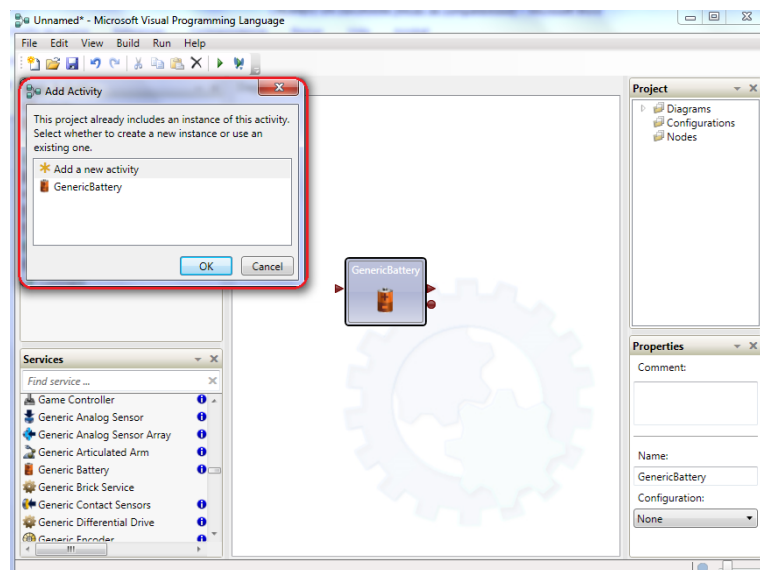 Unnamed* - Microsoft Visual Programming Language
File Edit View Build Run Help
Add Activity
This project already includes an instance of this activity.
Select whether to create a new instance or use an
existing one.
Add a new activity
GenericBattery
OK Cancel
GenericBattery
Services
Find service ...
Game Controller
Generic Analog Sensor
Generic Analog Sensor Array
Generic Articulated Arm
Generic Battery
Generic Brick Service
Generic Contact Sensors
Generic Differential Drive
Generic Encoder
Project
Diagrams
Configurations
Nodes
Properties
Comment:
Name:
GenericBattery
Configuration:
None